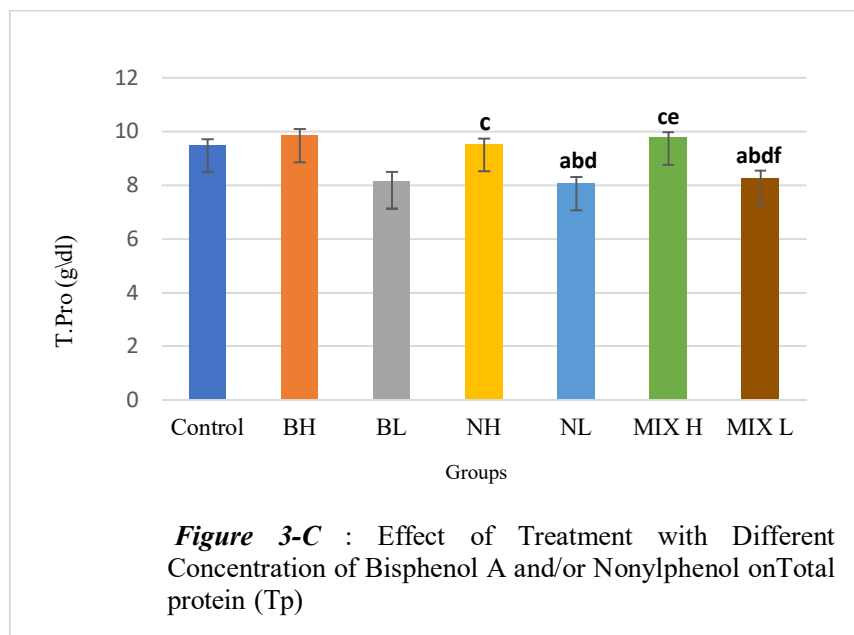 12
10
8
6
4
2
0
T.Pro (g\dl)
c
abd
ce
abdf
Control BH BL NH NL MIX H MIX L
Groups
Figure 3-C : Effect of Treatment with Different
Concentration of Bisphenol A and/or Nonylphenol onTotal
protein (Tp)